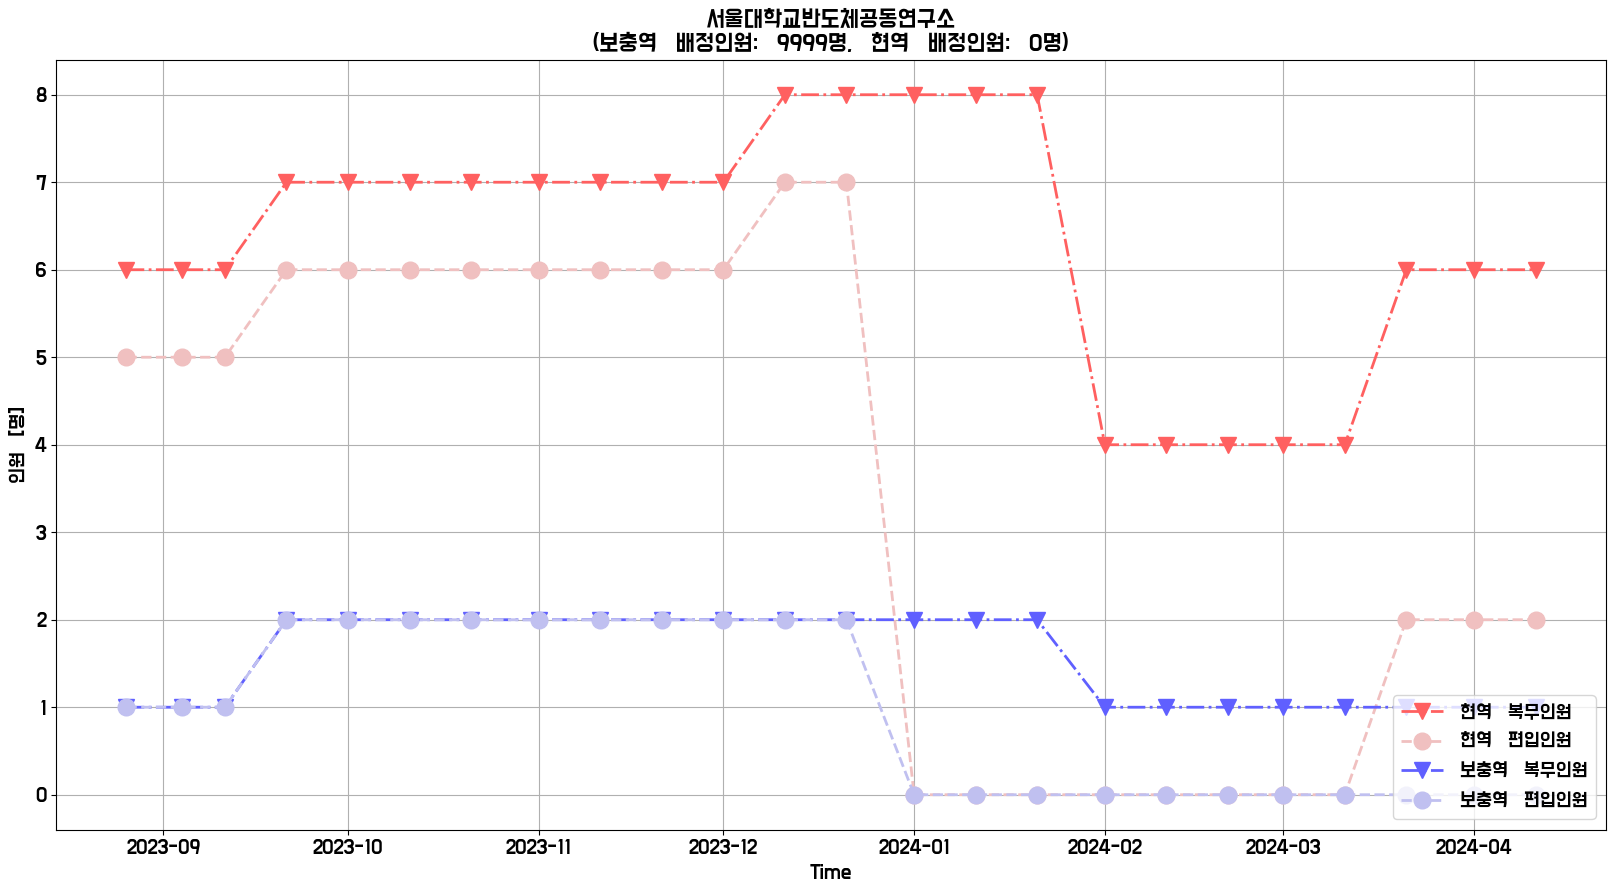 서울대학교반도체공동연구소
(보충역 배정인원: 9999명, 현역 배정인원: 0명)
인원 [명]
8
7
6
5
4
3
2
1
0
현역 복무인원
현역 편입인원
보충역 복무인원
보충역 편입인원
2023-09 2023-10 2023-11 2023-12 2024-01 2024-02 2024-03 2024-04
Time